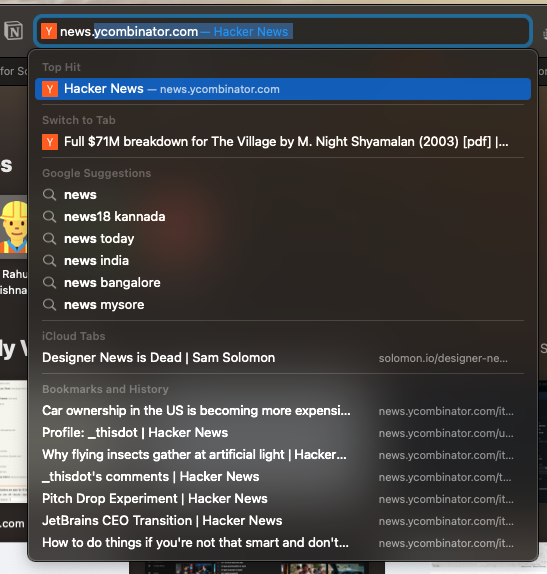 Y news.ycombinator.com — Hacker News
Top Hit
Y Hacker News — news.ycombinator.com
Switch to Tab
Y Full $71M breakdown for The Village by M. Night Shyamalan (2003) [pdf] |...
Google Suggestions
news
news18 kannada
news today
news india
news bangalore
news mysore
iCloud Tabs
Designer News is Dead | Sam Solomon solomon.io/designer-ne...
Bookmarks and History
Car ownership in the US is becoming more expensi... news.ycombinator.com/it...
Profile: _thisdot | Hacker News news.ycombinator.com/u...
Why flying insects gather at artificial light | Hacker... news.ycombinator.com/it...
_thisdot's comments | Hacker News news.ycombinator.com/t...
Pitch Drop Experiment | Hacker News news.ycombinator.com/it...
JetBrains CEO Transition | Hacker News news.ycombinator.com/it...
How to do things if you're not that smart and don't... news.ycombinator.com/it...
for Sc
s
Rahu
ishna
ly V
.com